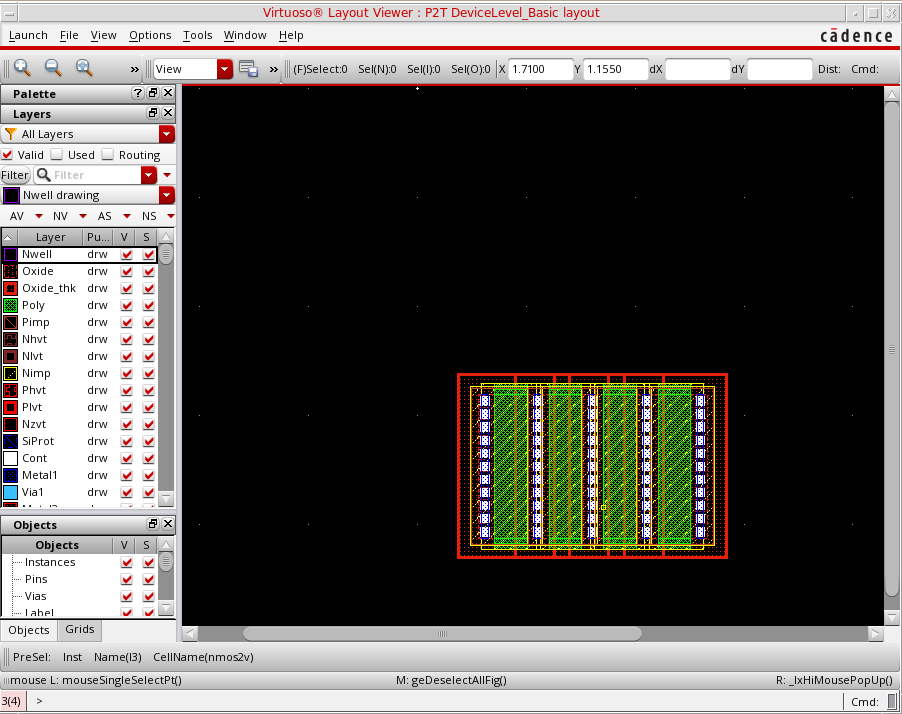 Virtuoso® Layout Viewer : P2T DeviceLevel_Basic layout
Launch File View Options Tools Window Help
cādence
» View » (F)Select:0 Sel(N):0 Sel(I):0 Sel(O):0 X 1.7100 Y 1.1550 dX dY Dist: Cmd:
Palette ?
Layers
All Layers
Valid Used Routing
Filter Filter
Nwell drawing
AV NV AS NS
Layer Pu... V S
Nwell drw
Oxide drw
Oxide_thk drw
Poly drw
Pimp drw
Nhvt drw
Nlvt drw
Nimp drw
Phvt drw
Plvt drw
Nzvt drw
SiProt drw
Cont drw
Metal1 drw
Via1 drw
Objects
Objects V S
Instances
Pins
Vias
Label
Objects Grids
PreSel: Inst Name(I3) CellName(nmos2v)
mouse L: mouseSingleSelectPt() M: geDeselectAllFig() R: _lxHiMousePopUp()
3(4) > Cmd: